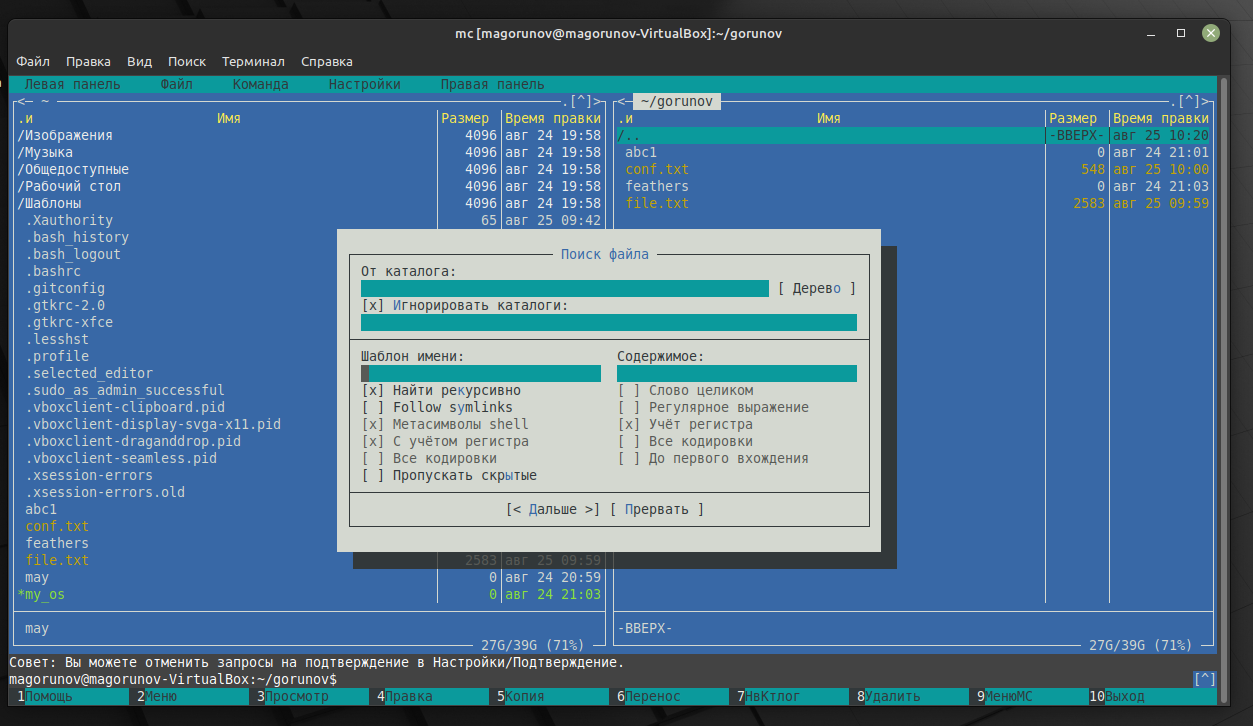 mc [magorunov@magorunov-VirtualBox]:~/gorunov
Файл Правка Вид Поиск Терминал Справка
Левая панель Файл Команда Настройки Правая панель
<— ~ .[^]>
.и Имя Размер Время правки
/Изображения 4096 авг 24 19:58
/Музыка 4096 авг 24 19:58
/Общедоступные 4096 авг 24 19:58
/Рабочий стол 4096 авг 24 19:58
/Шаблоны 4096 авг 24 19:58
.Xauthority 65 авг 25 09:42
.bash_history
.bash_logout
.bashrc
.gitconfig
.gtkrc-2.0
.gtkrc-xfce
.lesshst
.profile
.selected_editor
.sudo_as_admin_successful
.vboxclient-clipboard.pid
.vboxclient-display-svga-x11.pid
.vboxclient-draganddrop.pid
.vboxclient-seamless.pid
.xsession-errors
.xsession-errors.old
abc1
conf.txt
feathers
file.txt 2583 авг 25 09:59
may 0 авг 24 20:59
*my_os 0 авг 24 21:03
may
27G/39G (71%)
<— ~/gorunov .[^]>
.и Имя Размер Время правки
/.. -ВВЕРХ- авг 25 10:20
abc1 0 авг 24 21:01
conf.txt 548 авг 25 10:00
feathers 0 авг 24 21:03
file.txt 2583 авг 25 09:59
-ВВЕРХ-
27G/39G (71%)
Поиск файла
От каталога:
[ Дерево ]
[x] Игнорировать каталоги:
Шаблон имени:
[x] Найти рекурсивно
[ ] Follow symlinks
[x] Метасимволы shell
[x] С учётом регистра
[ ] Все кодировки
[ ] Пропускать скрытые
Содержимое:
[ ] Слово целиком
[ ] Регулярное выражение
[x] Учёт регистра
[ ] Все кодировки
[ ] До первого вхождения
[< Дальше >] [ Прервать ]
Совет: Вы можете отменить запросы на подтверждение в Настройки/Подтверждение.
magorunov@magorunov-VirtualBox:~/gorunov$ [^]
1Помощь 2Меню 3Просмотр 4Правка 5Копия 6Перенос 7НвКтлог 8Удалить 9МенюМС 10Выход